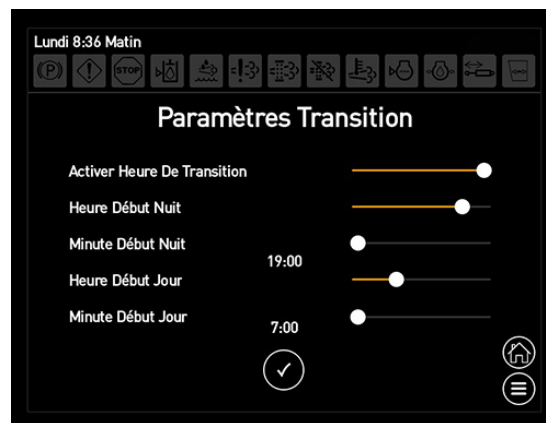 Lundi 8:36 Matin
STOP
Paramètres Transition
Activer Heure De Transition
Heure Début Nuit
Minute Début Nuit
19:00
Heure Début Jour
Minute Début Jour
7:00